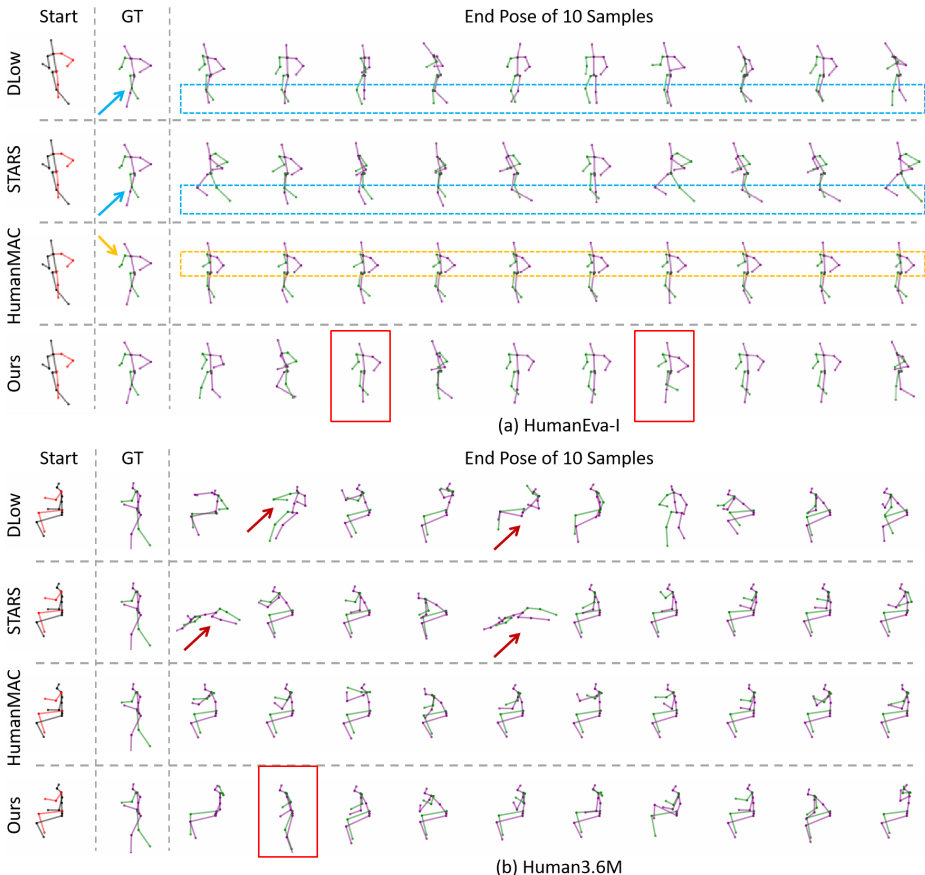 Start GT End Pose of 10 Samples
DLow
STARS
HumanMAC
Ours
(a) HumanEva-I
Start GT End Pose of 10 Samples
DLow
STARS
HumanMAC
Ours
(b) Human3.6M